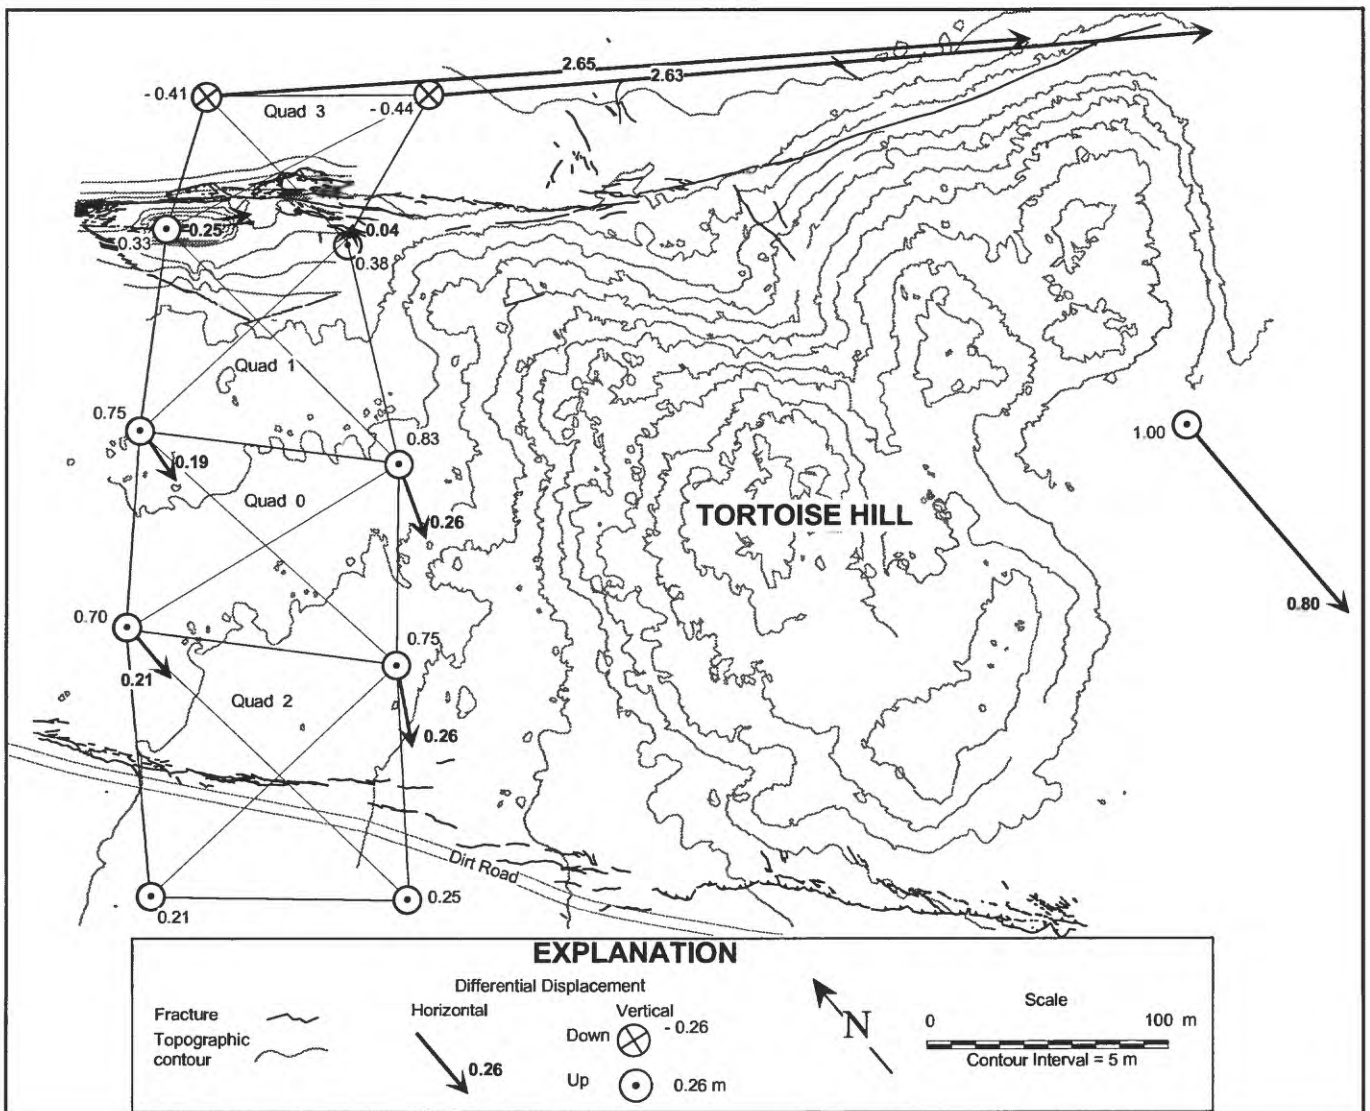 2.65
2.63
- 0.41
Quad 3
- 0.44
0.25
0.33
0.04
0.38
Quad 1
0.75
0.83
0.19
1.00
Quad 0
TORTOISE HILL
0.26
0.80
0.70
0.75
0.21
Quad 2
0.26
Dirt Road
0.21
0.25
EXPLANATION
Differential Displacement
Horizontal
Vertical
Fracture
Topographic
contour
0.26
Down
- 0.26
Up
0.26 m
N
Scale
0
100 m
Contour Interval = 5 m